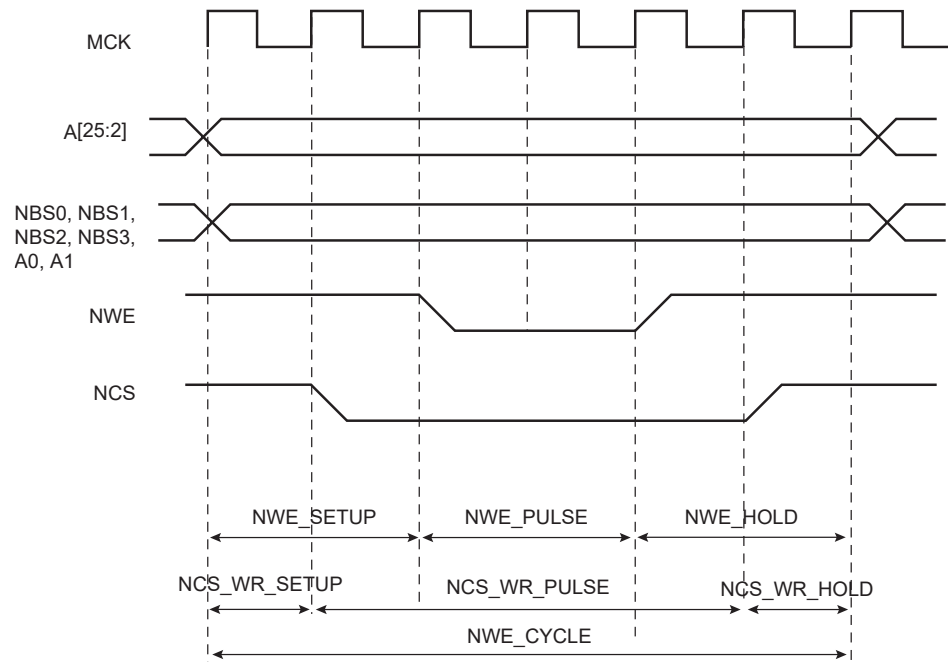 MCK
A[25:2]
NBS0, NBS1,
NBS2, NBS3,
A0, A1
NWE
NCS
NWE_SETUP
NWE_PULSE
NWE_HOLD
NCS_WR_SETUP
NCS_WR_PULSE
NCS_WR_HOLD
NWE_CYCLE